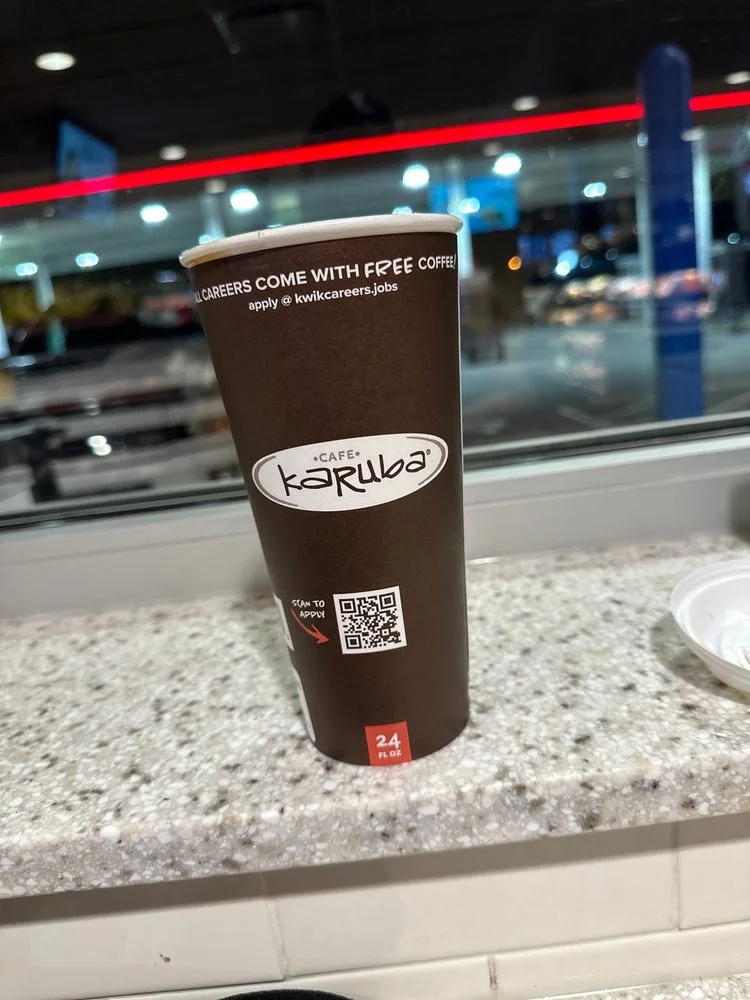 CAREERS COME WITH FREE COFFEE!
apply @ kwikcareers.jobs
•CAFE•
KaRuba®
SCAN TO
APPLY
24
FL OZ